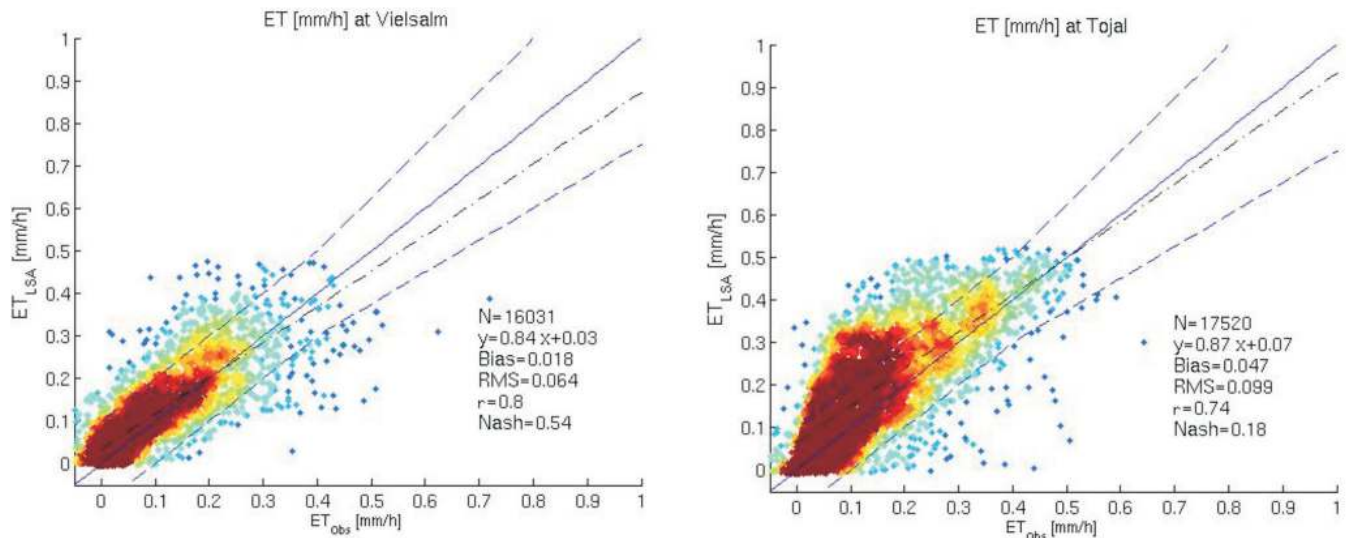 ET [mm/h] at Vielsalm
1
0.9
0.8
0.7
0.6
0.5
0.4
0.3
0.2
0.1
0
ET_LSA [mm/h]
N=16031
y=0.84 x+0.03
Bias=0.018
RMS=0.064
r=0.8
Nash=0.54
0 0.1 0.2 0.3 0.4 0.5 0.6 0.7 0.8 0.9 1
ET_Obs [mm/h]
ET [mm/h] at Tojal
1
0.9
0.8
0.7
0.6
0.5
0.4
0.3
0.2
0.1
0
ET_LSA [mm/h]
N=17520
y=0.87 x+0.07
Bias=0.047
RMS=0.099
r=0.74
Nash=0.18
0 0.1 0.2 0.3 0.4 0.5 0.6 0.7 0.8 0.9 1
ET_Obs [mm/h]